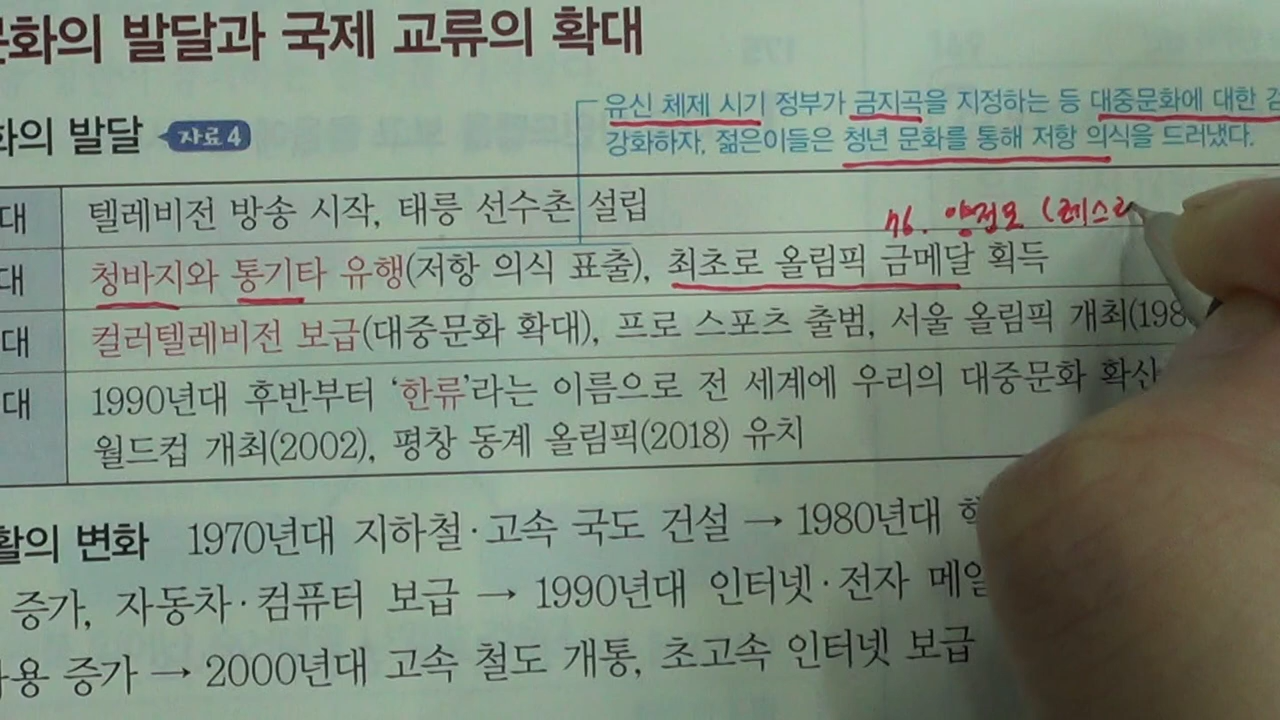 문화의 발달과 국제 교류의 확대
화의 발달 자료 4
유신 체제 시기 정부가 금지곡을 지정하는 등 대중문화에 대한
강화하자, 젊은이들은 청년 문화를 통해 저항 의식을 드러냈다.
대 텔레비전 방송 시작, 태릉 선수촌 설립
76. 양정모 (레스리
대 청바지와 통기타 유행(저항 의식 표출), 최초로 올림픽 금메달 획득
대 컬러텔레비전 보급(대중문화 확대), 프로 스포츠 출범, 서울 올림픽 개최(198
대 1990년대 후반부터 '한류'라는 이름으로 전 세계에 우리의 대중문화 확산
월드컵 개최(2002), 평창 동계 올림픽(2018) 유치
활의 변화 1970년대 지하철·고속 국도 건설 → 1980년대
증가, 자동차·컴퓨터 보급 → 1990년대 인터넷·전자 메일
사용 증가 → 2000년대 고속 철도 개통, 초고속 인터넷 보급